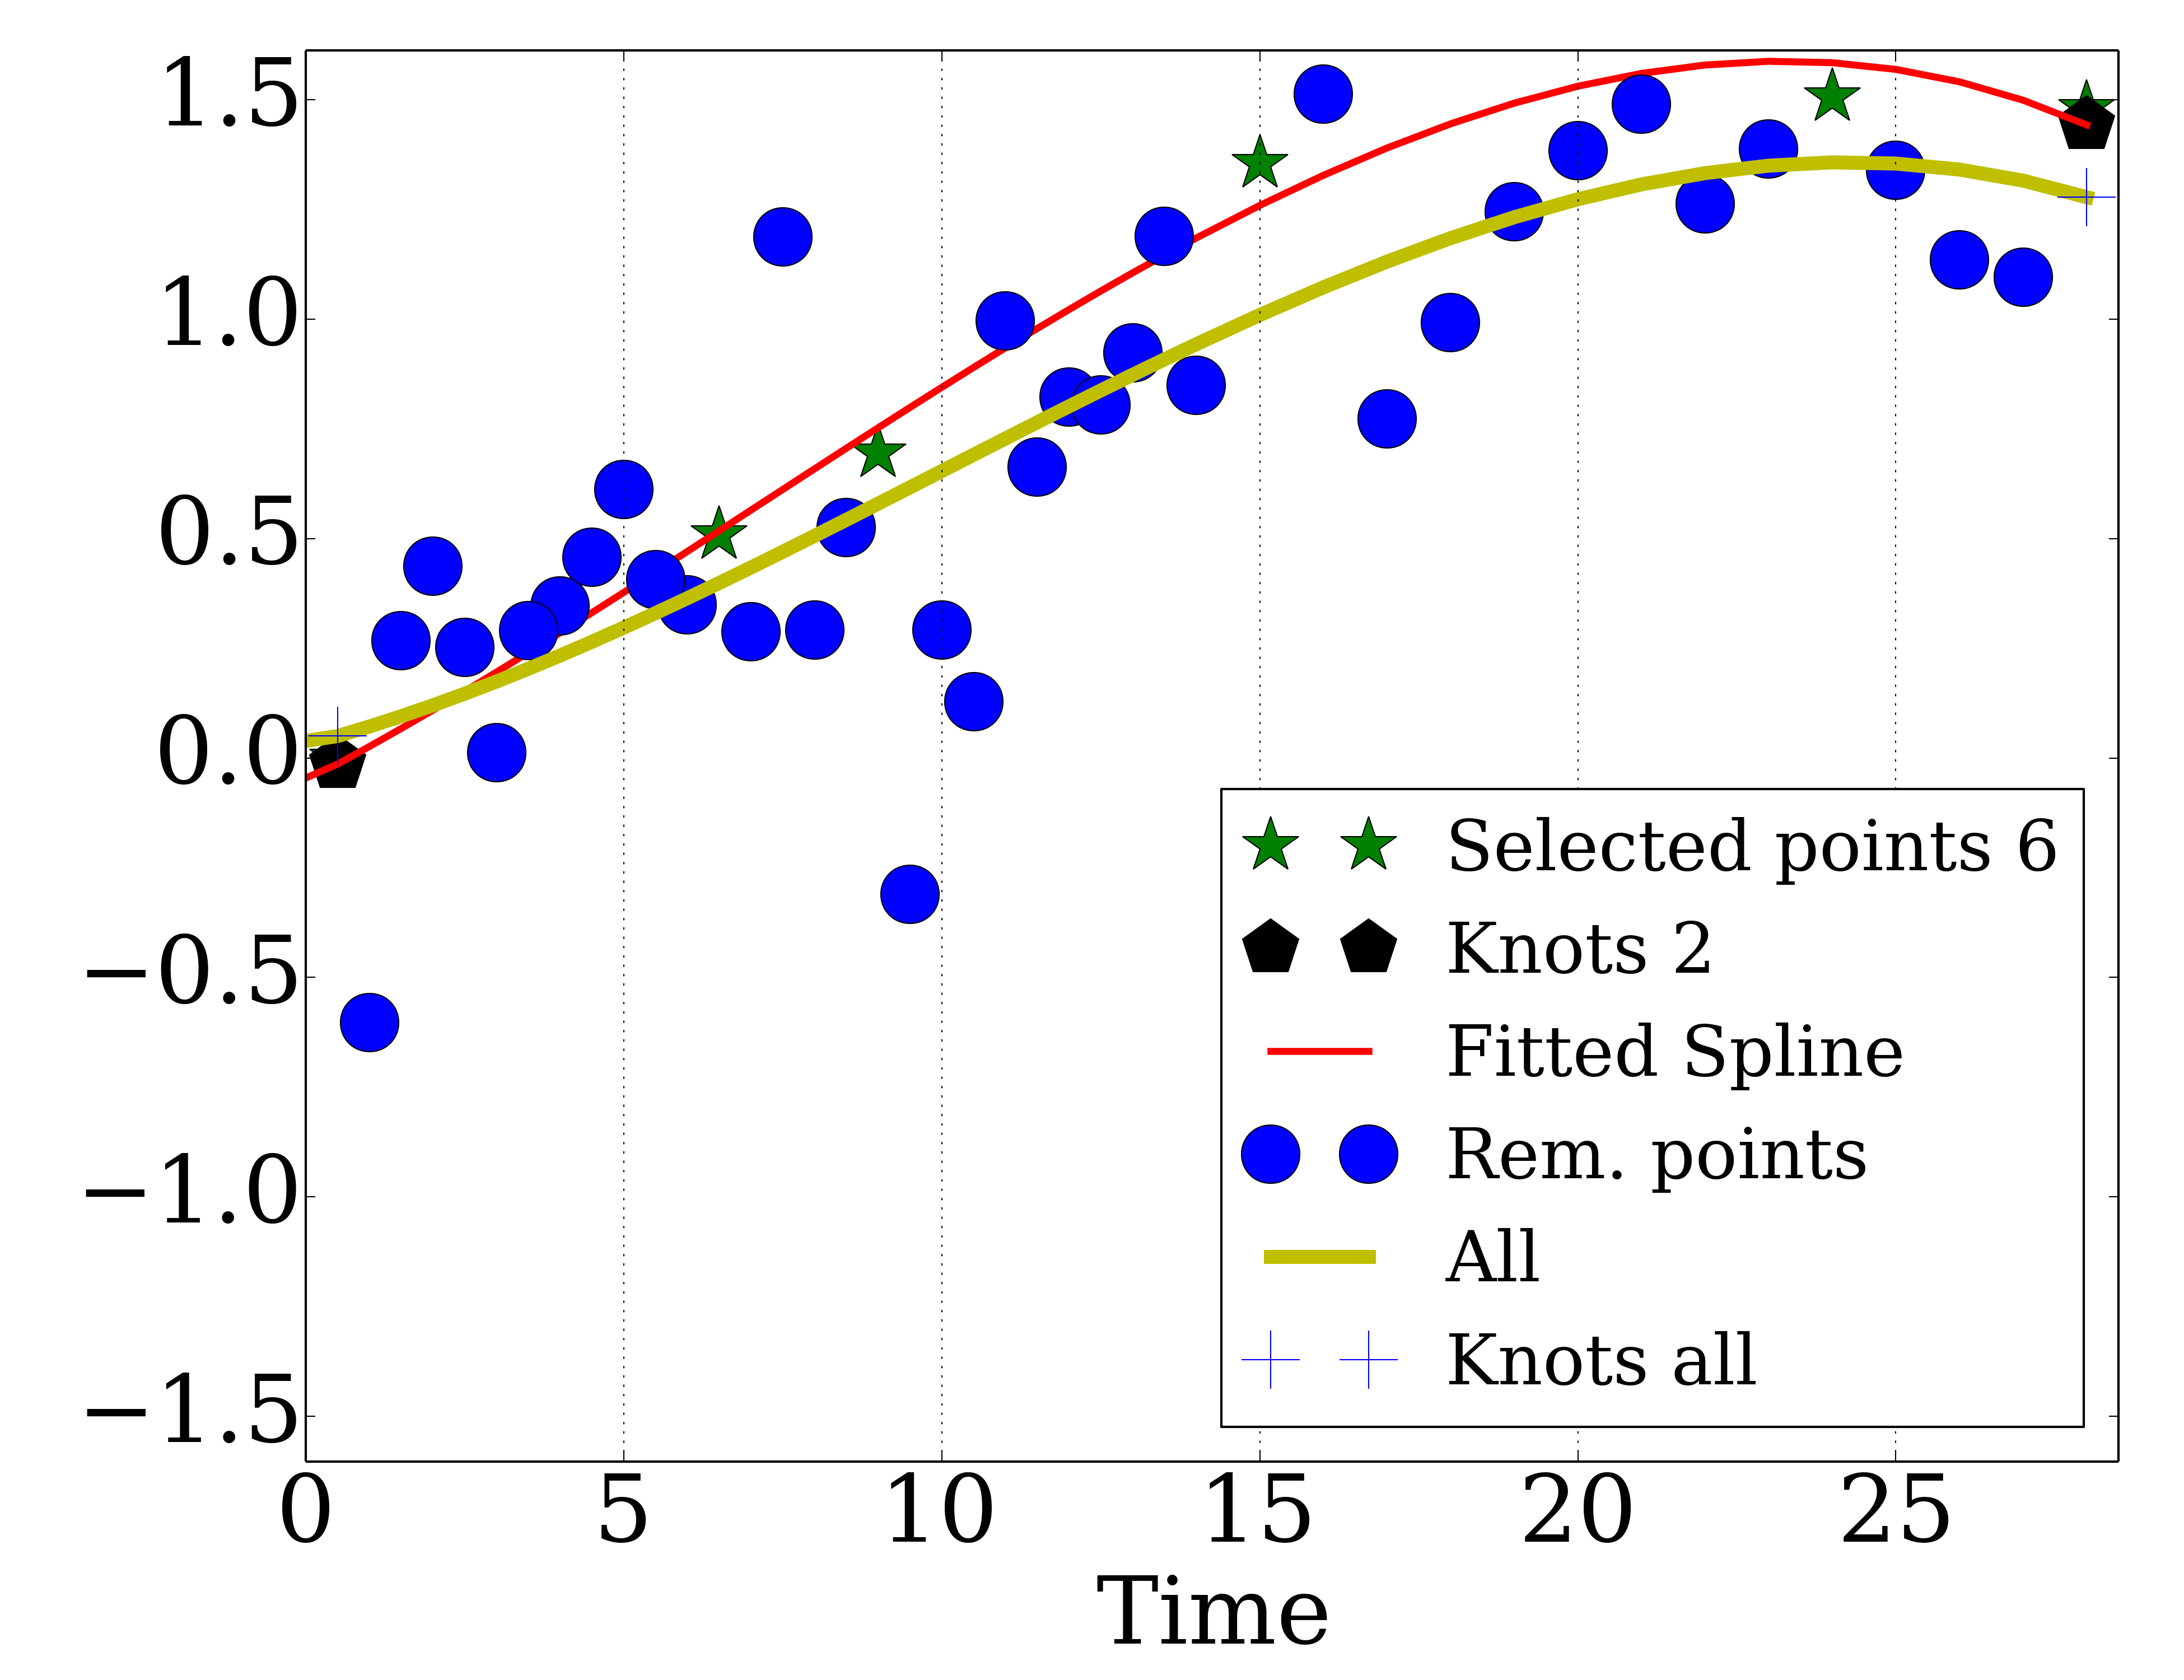 1.5
1.0
0.5
0.0
−0.5
−1.0
−1.5
0 5 10 15 20 25
Time
Selected points 6
Knots 2
Fitted Spline
Rem. points
All
Knots all